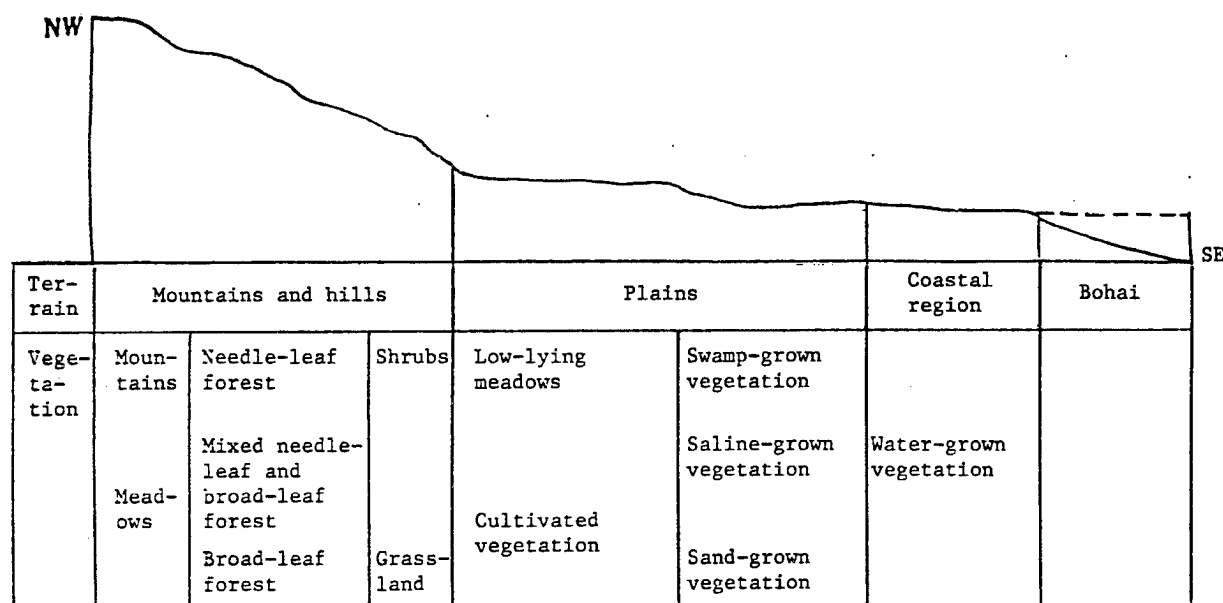 NW
SE
Ter-
rain
Mountains and hills
Plains
Coastal
region
Bohai
Vege-
ta-
tion
Moun-
tains
Mead-
ows
Needle-leaf
forest
Mixed needle-
leaf and
broad-leaf
forest
Broad-leaf
forest
Shrubs
Grass-
land
Low-lying
meadows
Cultivated
vegetation
Swamp-grown
vegetation
Saline-grown
vegetation
Sand-grown
vegetation
Water-grown
vegetation